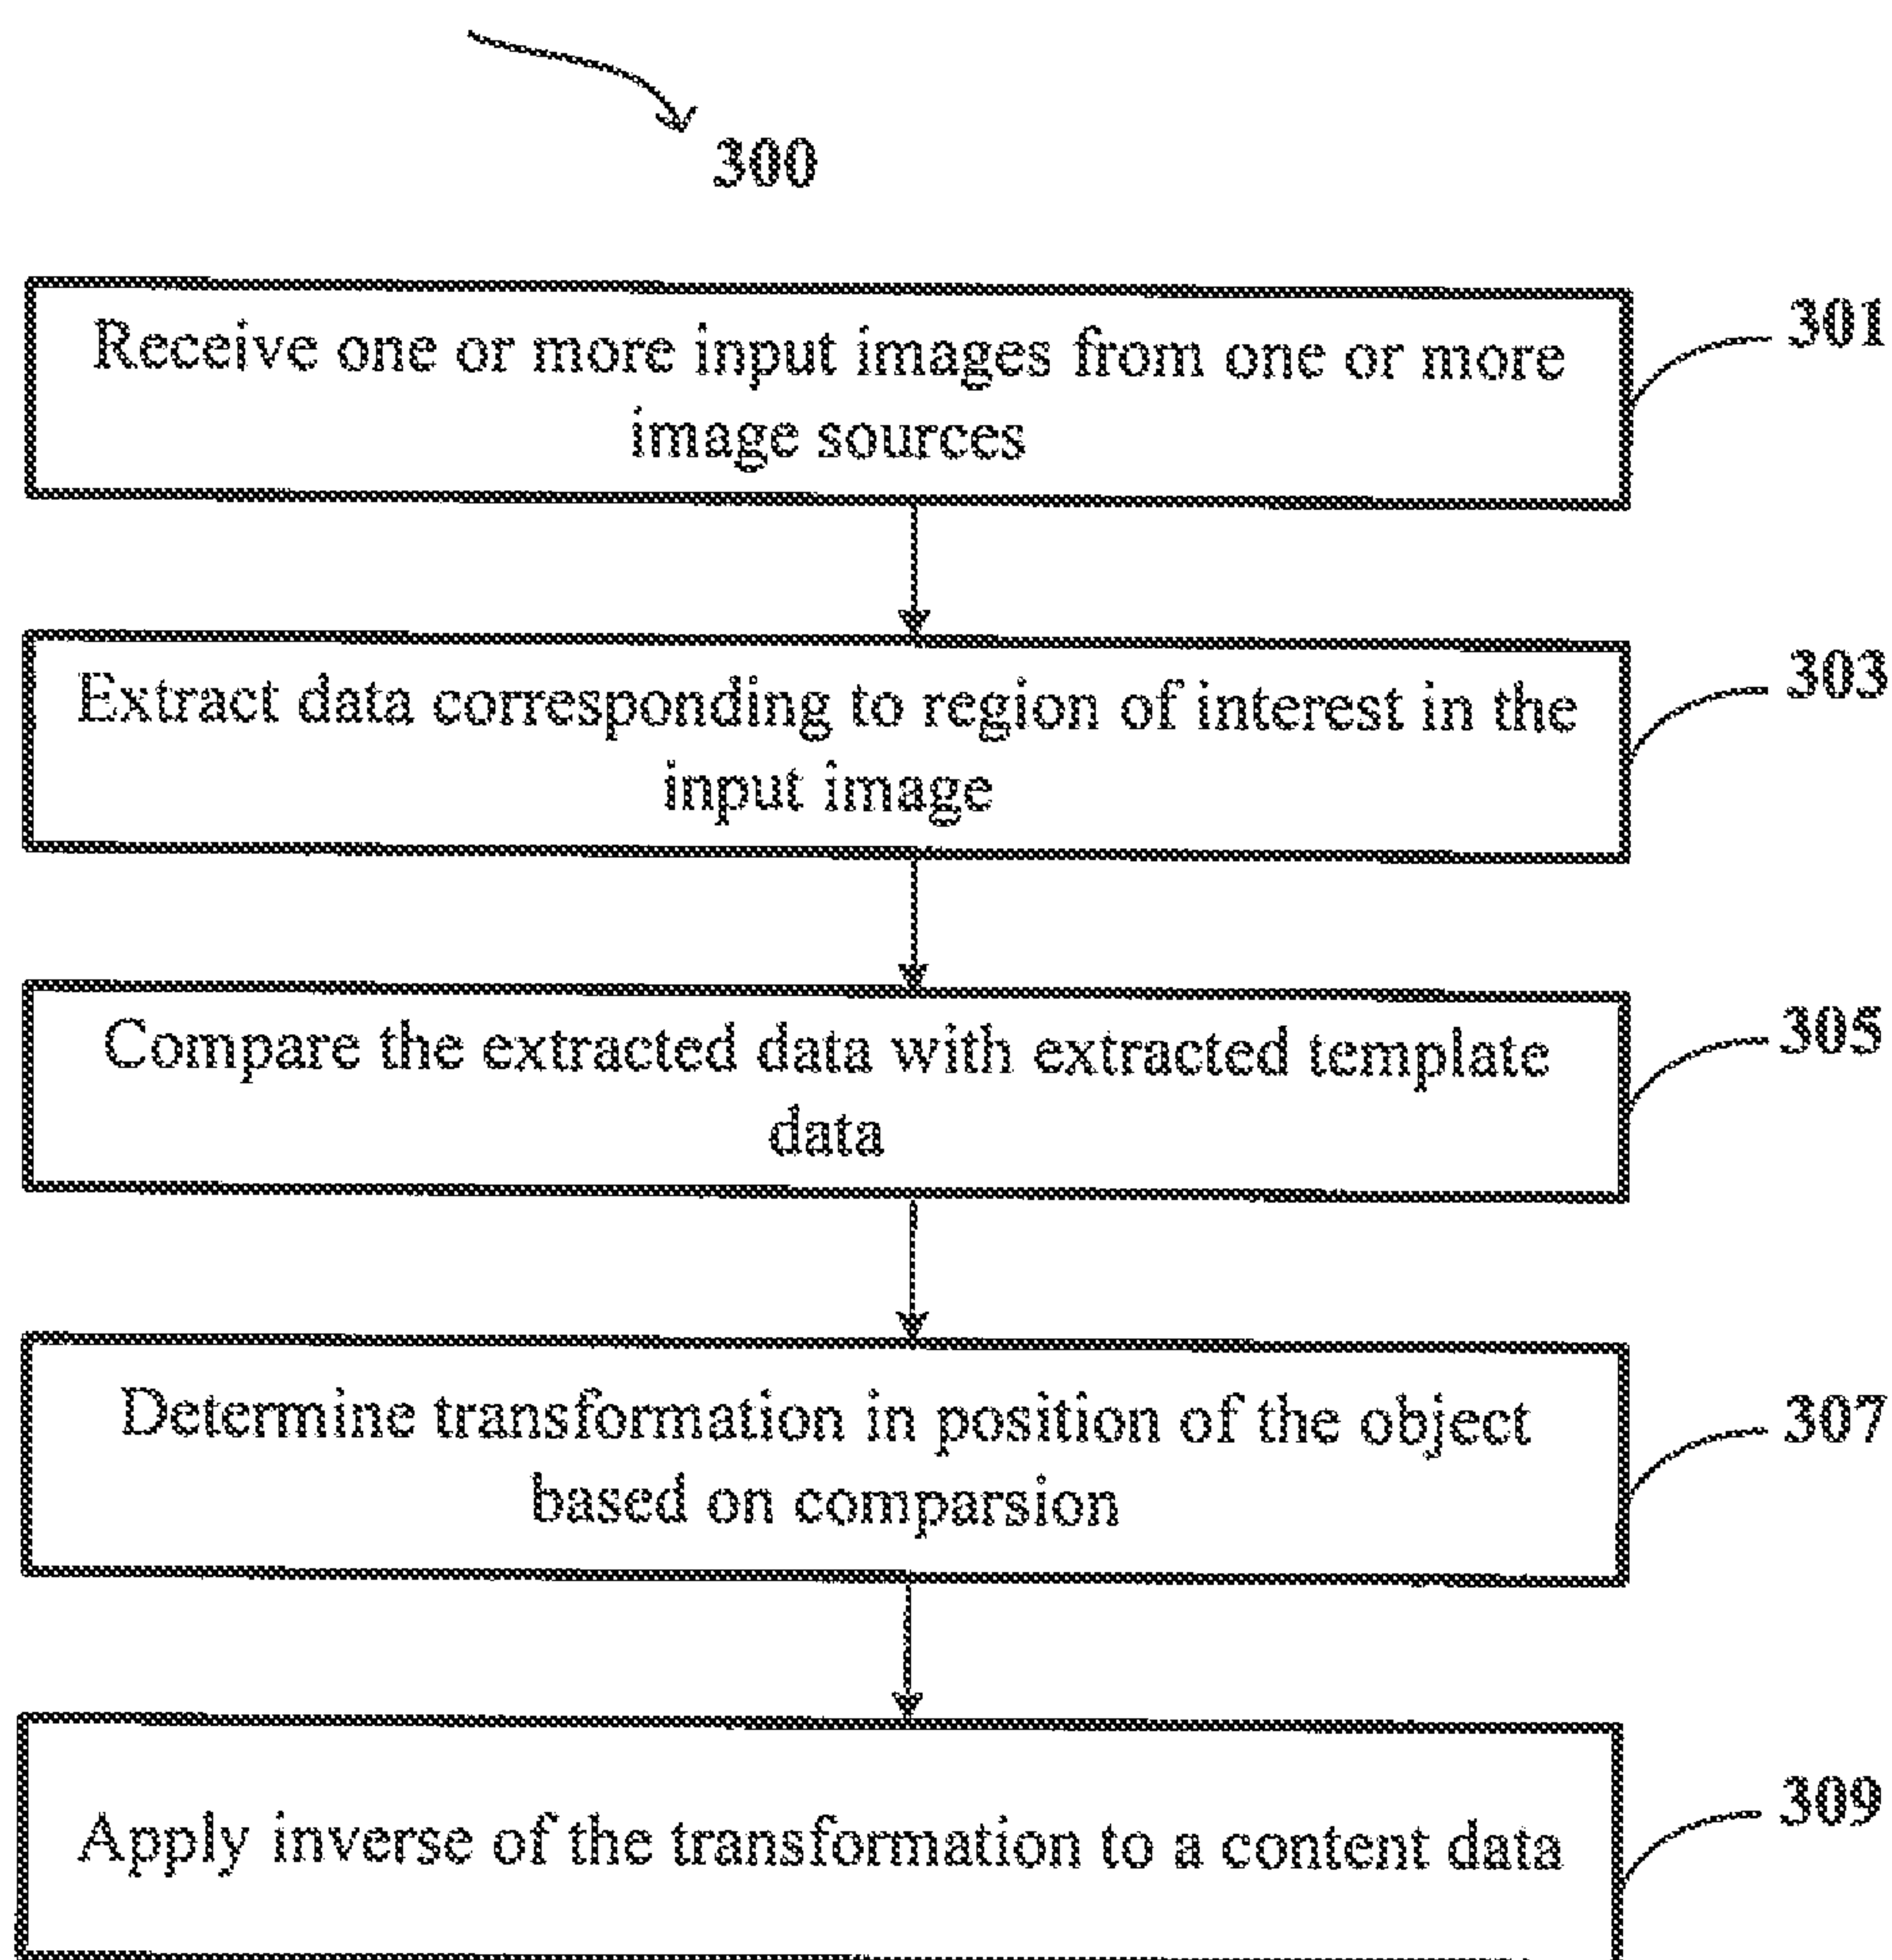 300
Receive one or more input images from one or more
image sources
301
Extract data corresponding to region of interest in the
input image
303
Compare the extracted data with extracted template
data
305
Determine transformation in position of the object
based on comparsion
307
Apply inverse of the transformation to a content data
309